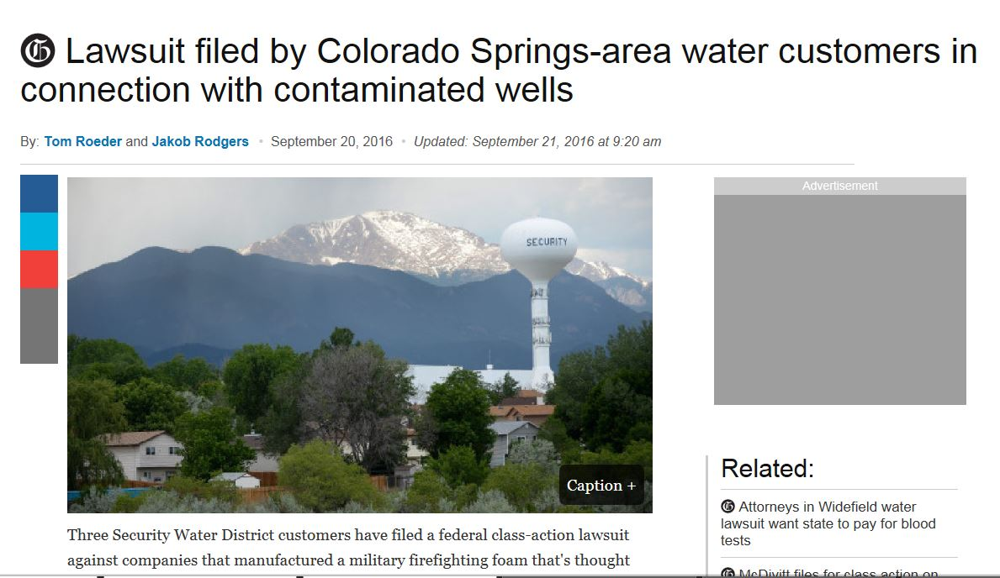 Lawsuit filed by Colorado Springs-area water customers in
connection with contaminated wells
By: Tom Roeder and Jakob Rodgers • September 20, 2016 • Updated: September 21, 2016 at 9:20 am
SECURITY
Caption +
Three Security Water District customers have filed a federal class-action lawsuit
against companies that manufactured a military firefighting foam that's thought
Advertisement
Related:
Attorneys in Widefield water
lawsuit want state to pay for blood
tests
McDivitt files for class action on